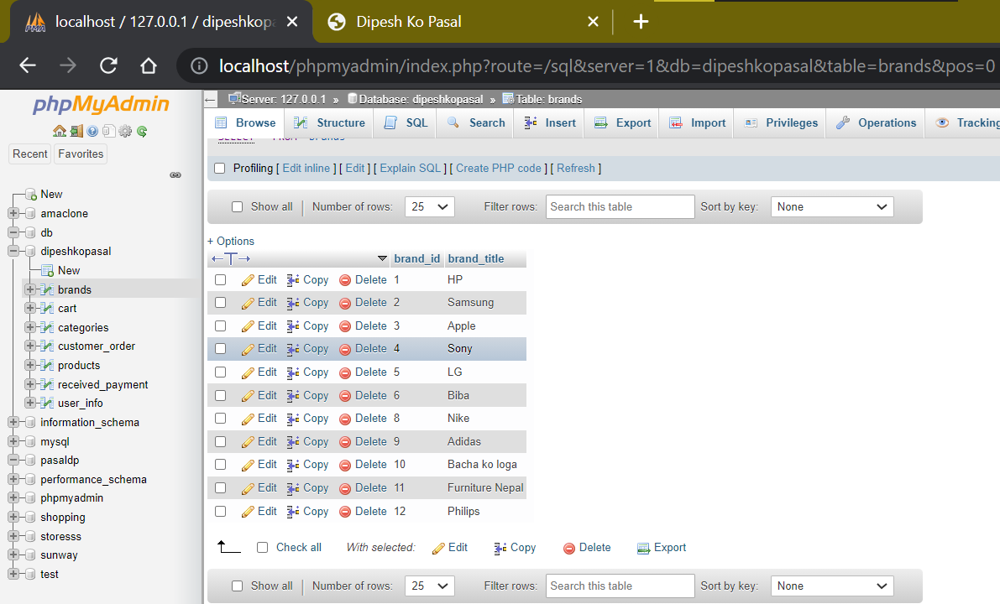 localhost / 127.0.0.1 / dipeshkopa
Dipesh Ko Pasal
localhost/phpmyadmin/index.php?route=/sql&server=1&db=dipeshkopasal&table=brands&pos=0
phpMyAdmin
Recent Favorites
New
amaclone
db
dipeshkopasal
New
brands
cart
categories
customer_order
products
received_payment
user_info
information_schema
mysql
pasaldp
performance_schema
phpmyadmin
shopping
storesss
sunway
test
Server: 127.0.0.1 » Database: dipeshkopasal » Table: brands
Browse Structure SQL Search Insert Export Import Privileges Operations Tracking
Profiling [ Edit inline ] [ Edit ] [ Explain SQL ] [ Create PHP code ] [ Refresh ]
Show all Number of rows: 25 Filter rows: Search this table Sort by key: None
+ Options
brand_id brand_title
Edit Copy Delete 1 HP
Edit Copy Delete 2 Samsung
Edit Copy Delete 3 Apple
Edit Copy Delete 4 Sony
Edit Copy Delete 5 LG
Edit Copy Delete 6 Biba
Edit Copy Delete 8 Nike
Edit Copy Delete 9 Adidas
Edit Copy Delete 10 Bacha ko loga
Edit Copy Delete 11 Furniture Nepal
Edit Copy Delete 12 Philips
Check all With selected: Edit Copy Delete Export
Show all Number of rows: 25 Filter rows: Search this table Sort by key: None